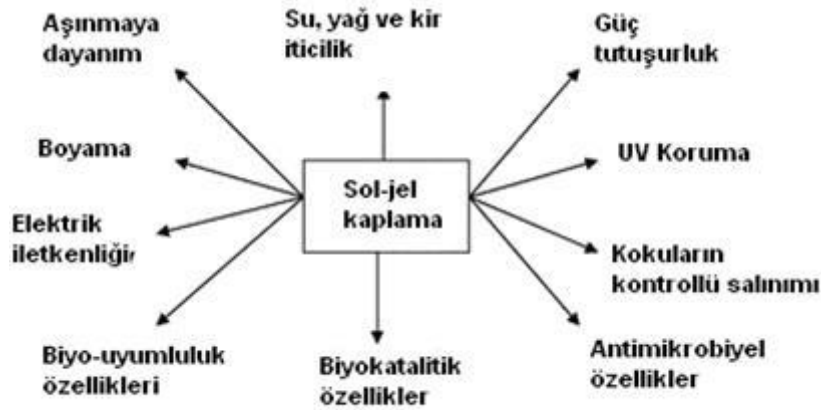 Aşınmaya
dayanım
Su, yağ ve kir
iticilik
Güç
tutuşurluk
Boyama
Sol-jel
kaplama
UV Koruma
Elektrik
iletkenliği,
Kokuların
kontrollü salınımı
Biyo-uyumluluk
özellikleri
Biyokatalitik
özellikler
Antimikrobiyel
özellikler